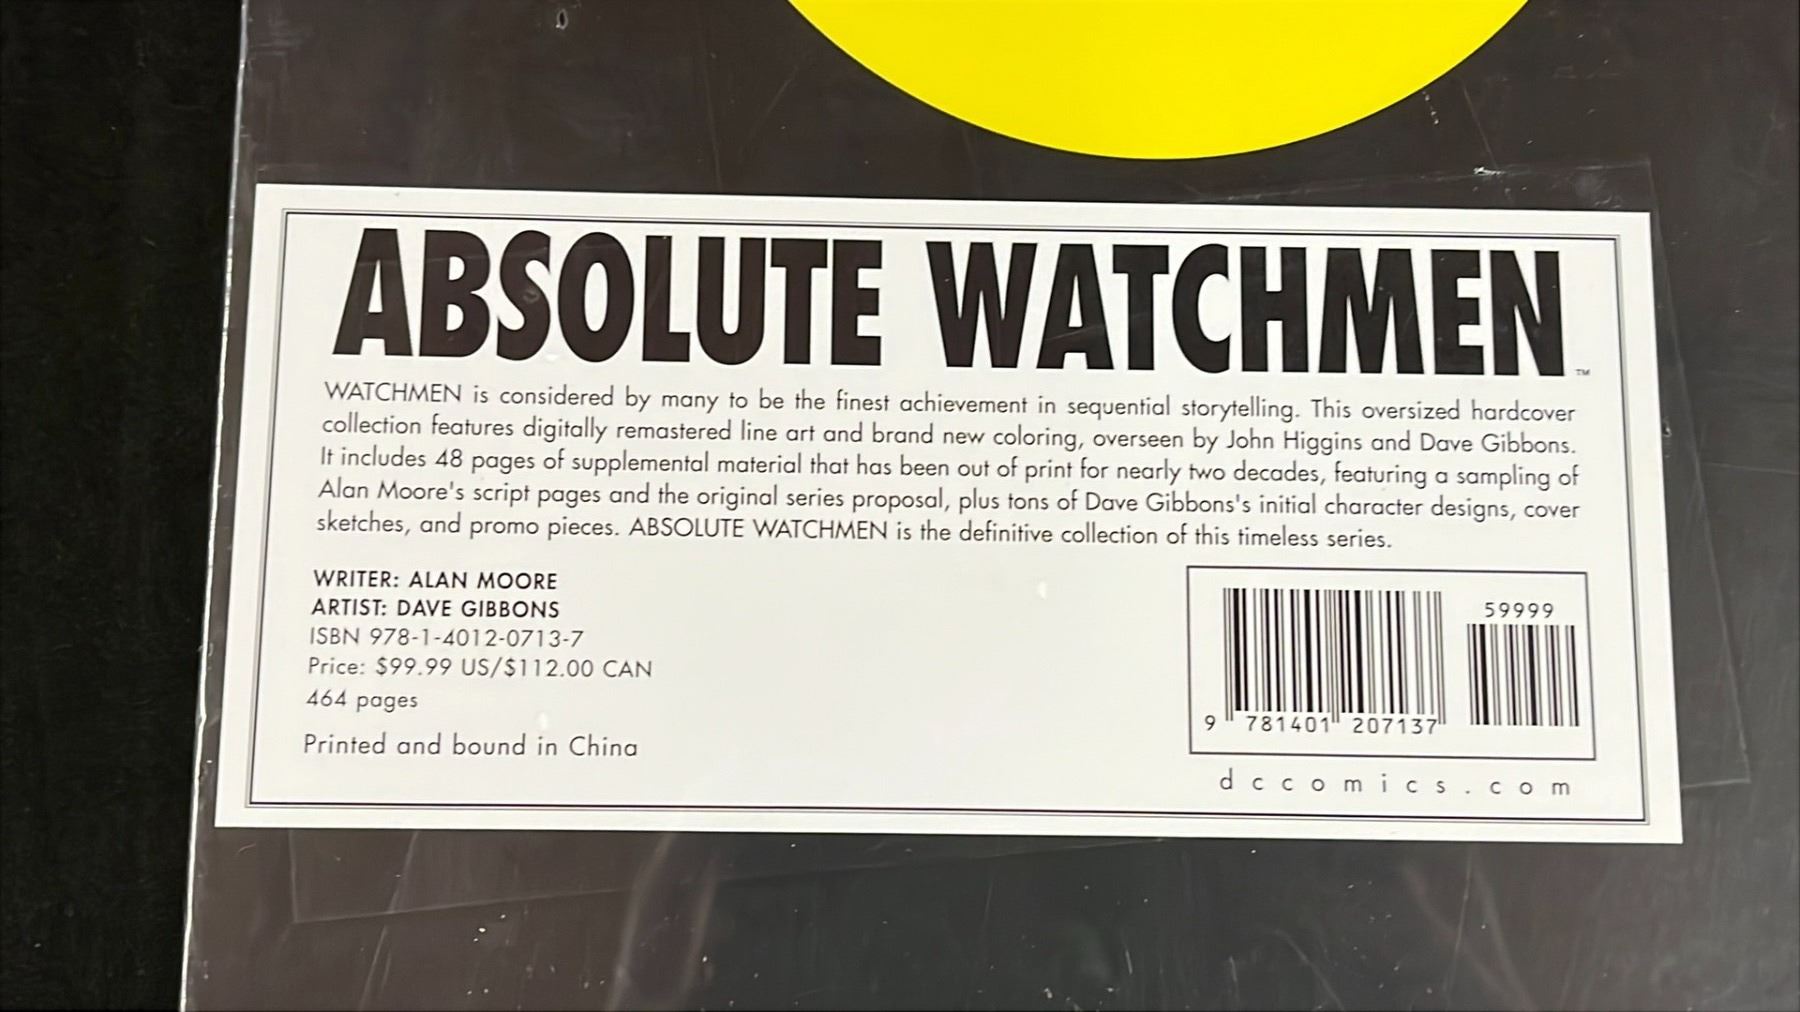 ABSOLUTE WATCHMEN™
WATCHMEN is considered by many to be the finest achievement in sequential storytelling. This oversized hardcover
collection features digitally remastered line art and brand new coloring, overseen by John Higgins and Dave Gibbons.
It includes 48 pages of supplemental material that has been out of print for nearly two decades, featuring a sampling of
Alan Moore's script pages and the original series proposal, plus tons of Dave Gibbons's initial character designs, cover
sketches, and promo pieces. ABSOLUTE WATCHMEN is the definitive collection of this timeless series.
WRITER: ALAN MOORE
ARTIST: DAVE GIBBONS
ISBN 978-1-4012-0713-7
Price: $99.99 US/$112.00 CAN
464 pages
Printed and bound in China
59999
9 781401 207137
dccomics.com